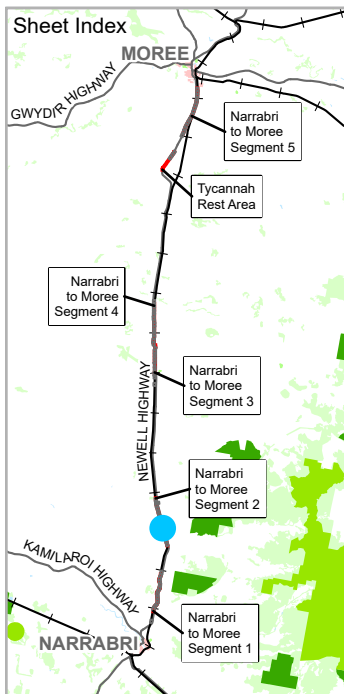 Sheet Index
MOREE
GWYDIR HIGHWAY
Narrabri
to Moree
Segment 5
Tycannah
Rest Area
Narrabri
to Moree
Segment 4
Narrabri
to Moree
Segment 3
NEWELL HIGHWAY
Narrabri
to Moree
Segment 2
KAMILAROI HIGHWAY
Narrabri
to Moree
Segment 1
NARRABRI